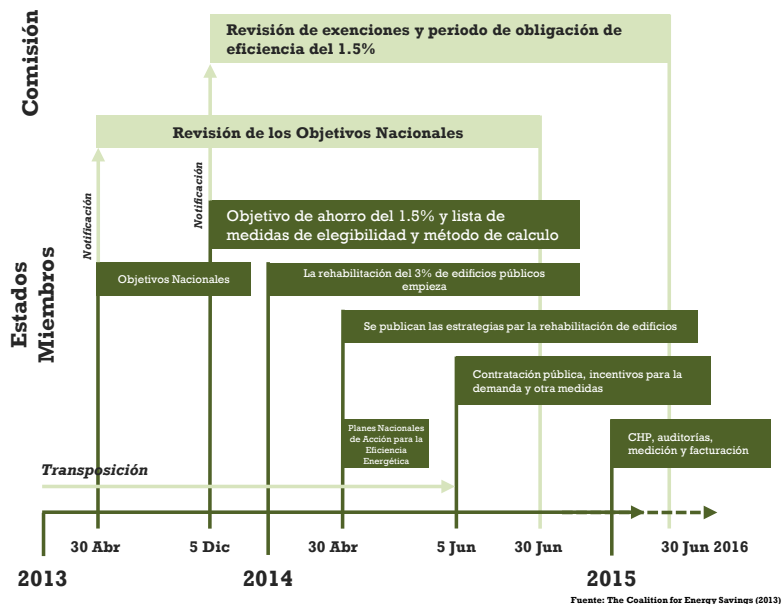 Comisión
Revisión de exenciones y periodo de obligación de
eficiencia del 1.5%
Revisión de los Objetivos Nacionales
Notificación
Notificación
Estados
Miembros
Objetivo de ahorro del 1.5% y lista de
medidas de elegibilidad y método de calculo
Objetivos Nacionales
La rehabilitación del 3% de edificios públicos
empieza
Se publican las estrategias par la rehabilitación de edificios
Contratación pública, incentivos para la
demanda y otra medidas
Planes Nacionales
de Acción para la
Eficiencia
Energética
CHP, auditorías,
medición y facturación
Transposición
30 Abr
5 Dic
30 Abr
5 Jun
30 Jun
30 Jun 2016
2013
2014
2015
Fuente: The Coalition for Energy Savings (2013)